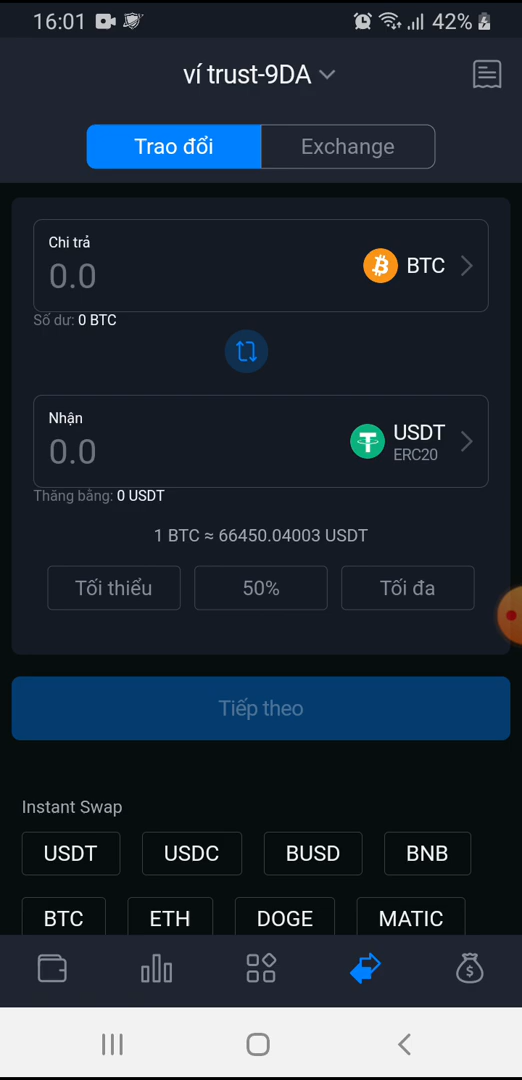 16:01 42%
ví trust-9DA
Trao đổi Exchange
Chi trả
0.0 BTC
Số dư: 0 BTC
Nhận
0.0 USDT
ERC20
Thăng bằng: 0 USDT
1 BTC ≈ 66450.04003 USDT
Tối thiểu 50% Tối đa
Tiếp theo
Instant Swap
USDT USDC BUSD BNB
BTC ETH DOGE MATIC